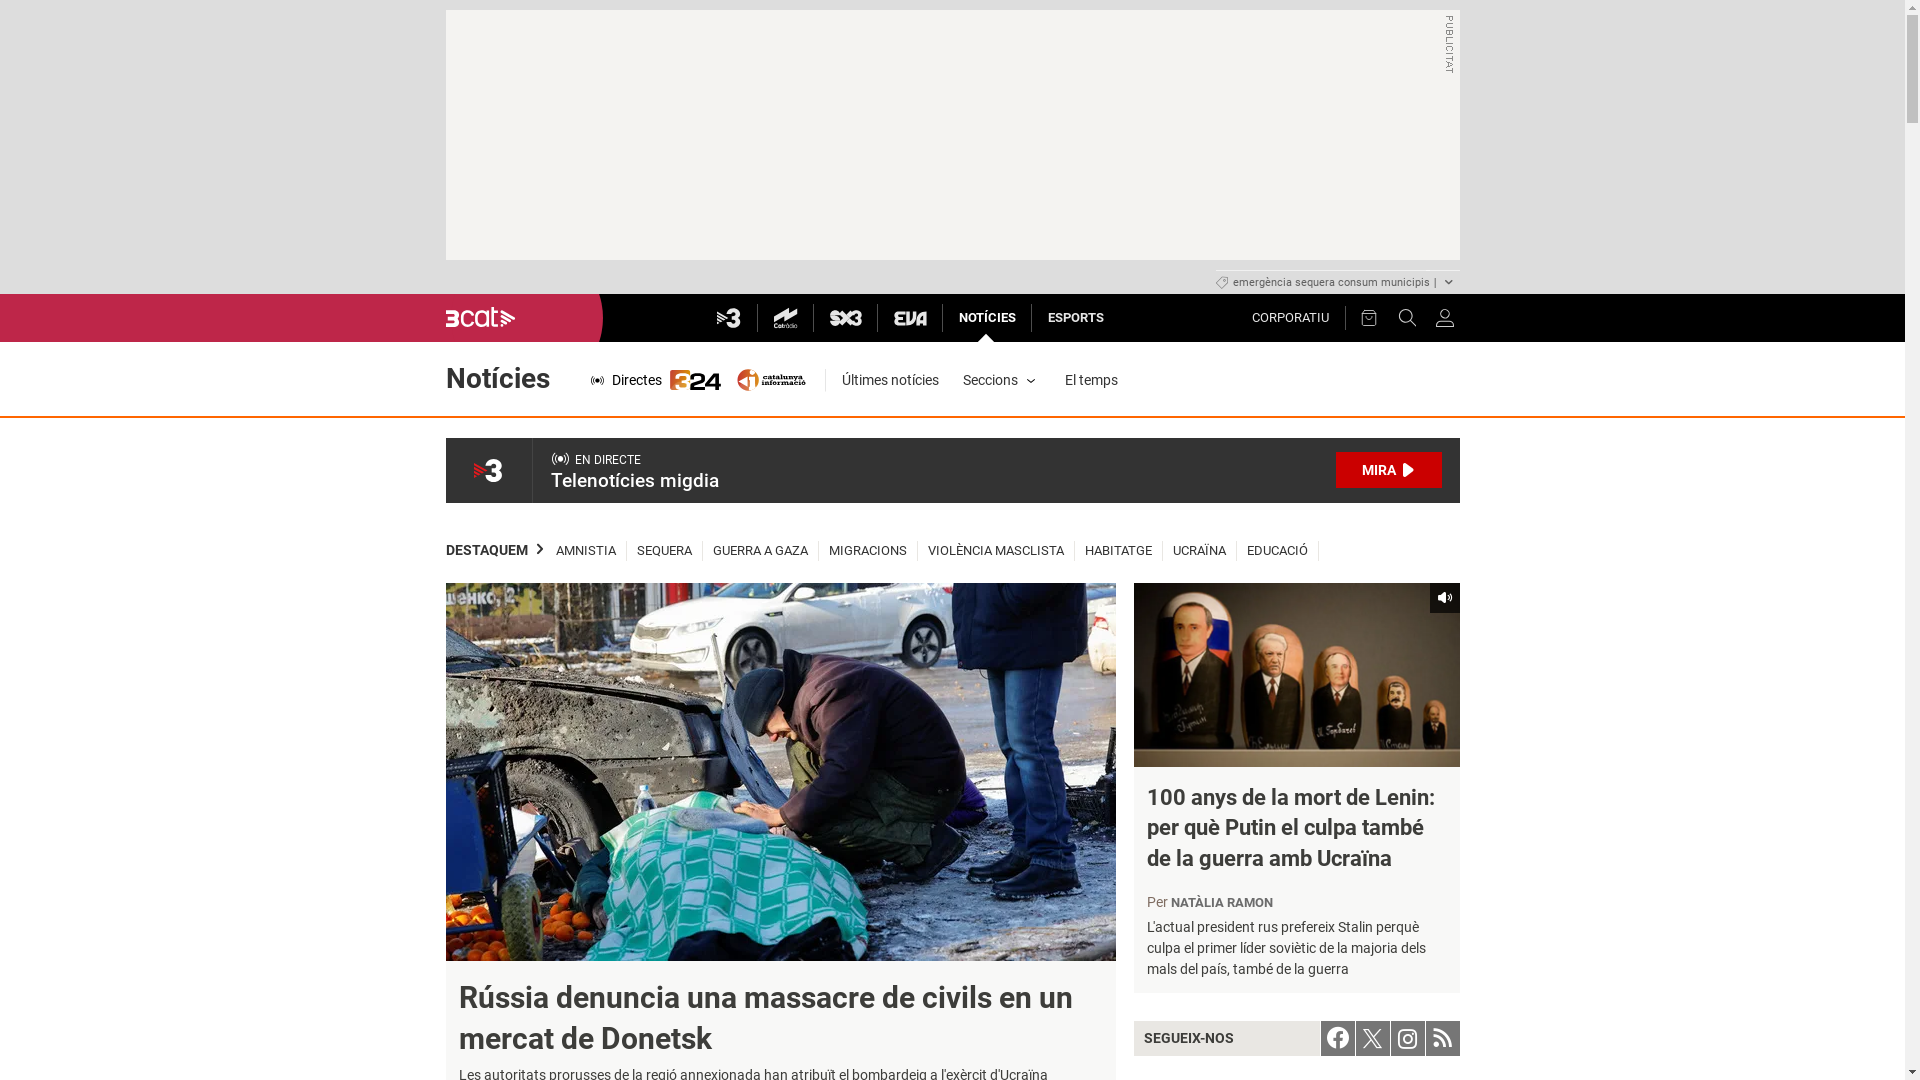 PUBLICITAT
emergència sequera consum municipis |
3cat
3
Catràdio
SX3
EVA
NOTÍCIES
ESPORTS
CORPORATIU
Notícies
Directes
324
catalunya
informació
Últimes notícies
Seccions
El temps
3
EN DIRECTE
Telenotícies migdia
MIRA
DESTAQUEM
AMNISTIA
SEQUERA
GUERRA A GAZA
MIGRACIONS
VIOLÈNCIA MASCLISTA
HABITATGE
UCRAÏNA
EDUCACIÓ
Rússia denuncia una massacre de civils en un
mercat de Donetsk
Les autoritats prorusses de la regió annexionada han atribuït el bombardeig a l'exèrcit d'Ucraïna
100 anys de la mort de Lenin:
per què Putin el culpa també
de la guerra amb Ucraïna
Per NATÀLIA RAMON
L'actual president rus prefereix Stalin perquè
culpa el primer líder soviètic de la majoria dels
mals del país, també de la guerra
SEGUEIX-NOS